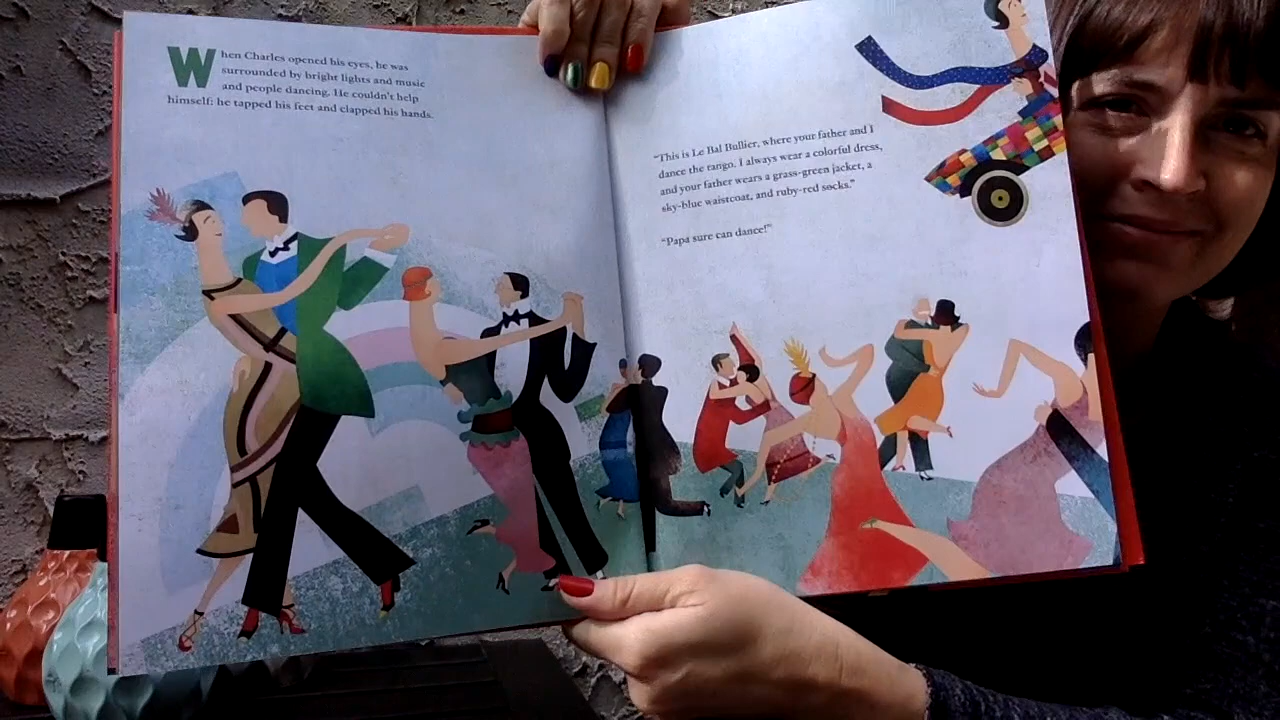 When Charles opened his eyes, he was
surrounded by bright lights and music
and people dancing. He couldn't help
himself: he tapped his feet and clapped his hands.
"This is Le Bal Bullier, where your father and I
dance the tango. I always wear a colorful dress,
and your father wears a grass-green jacket, a
sky-blue waistcoat, and ruby-red socks."
"Papa sure can dance!"